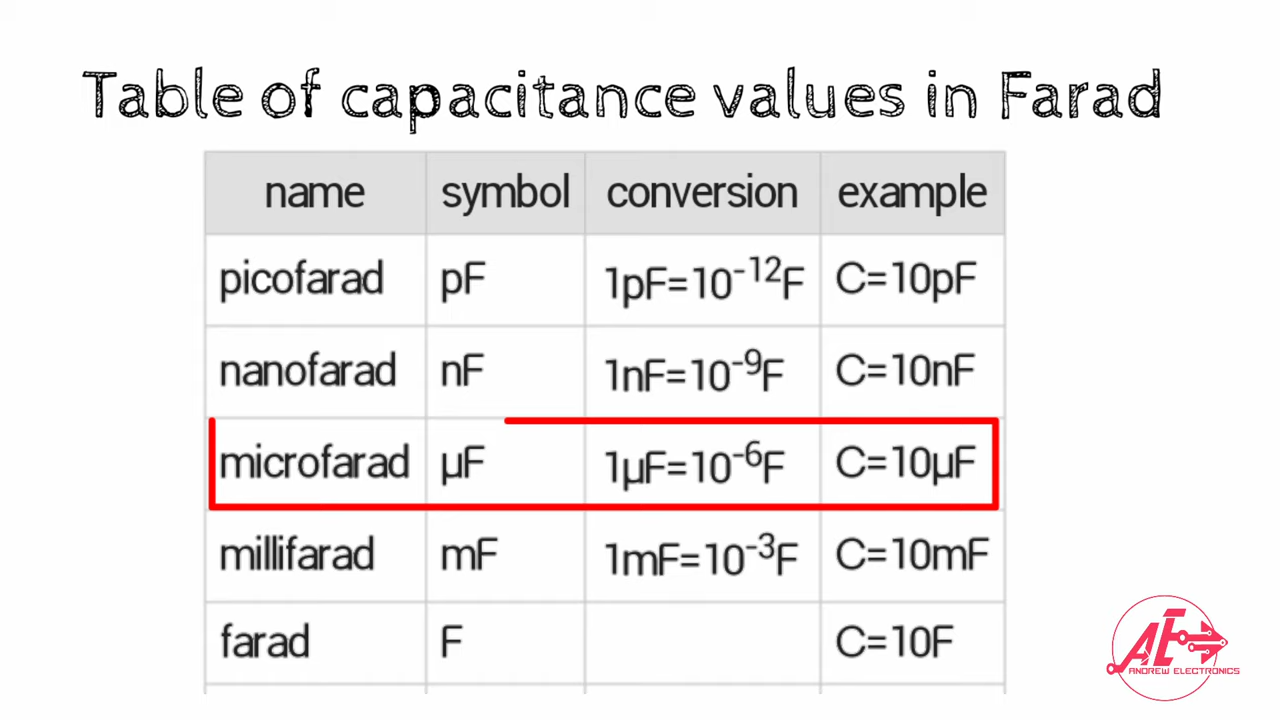 Table of capacitance values in Farad
name symbol conversion example
picofarad pF 1pF=10⁻¹²F C=10pF
nanofarad nF 1nF=10⁻⁹F C=10nF
microfarad µF 1µF=10⁻⁶F C=10µF
millifarad mF 1mF=10⁻³F C=10mF
farad F C=10F
AE
ANDREW ELECTRONICS